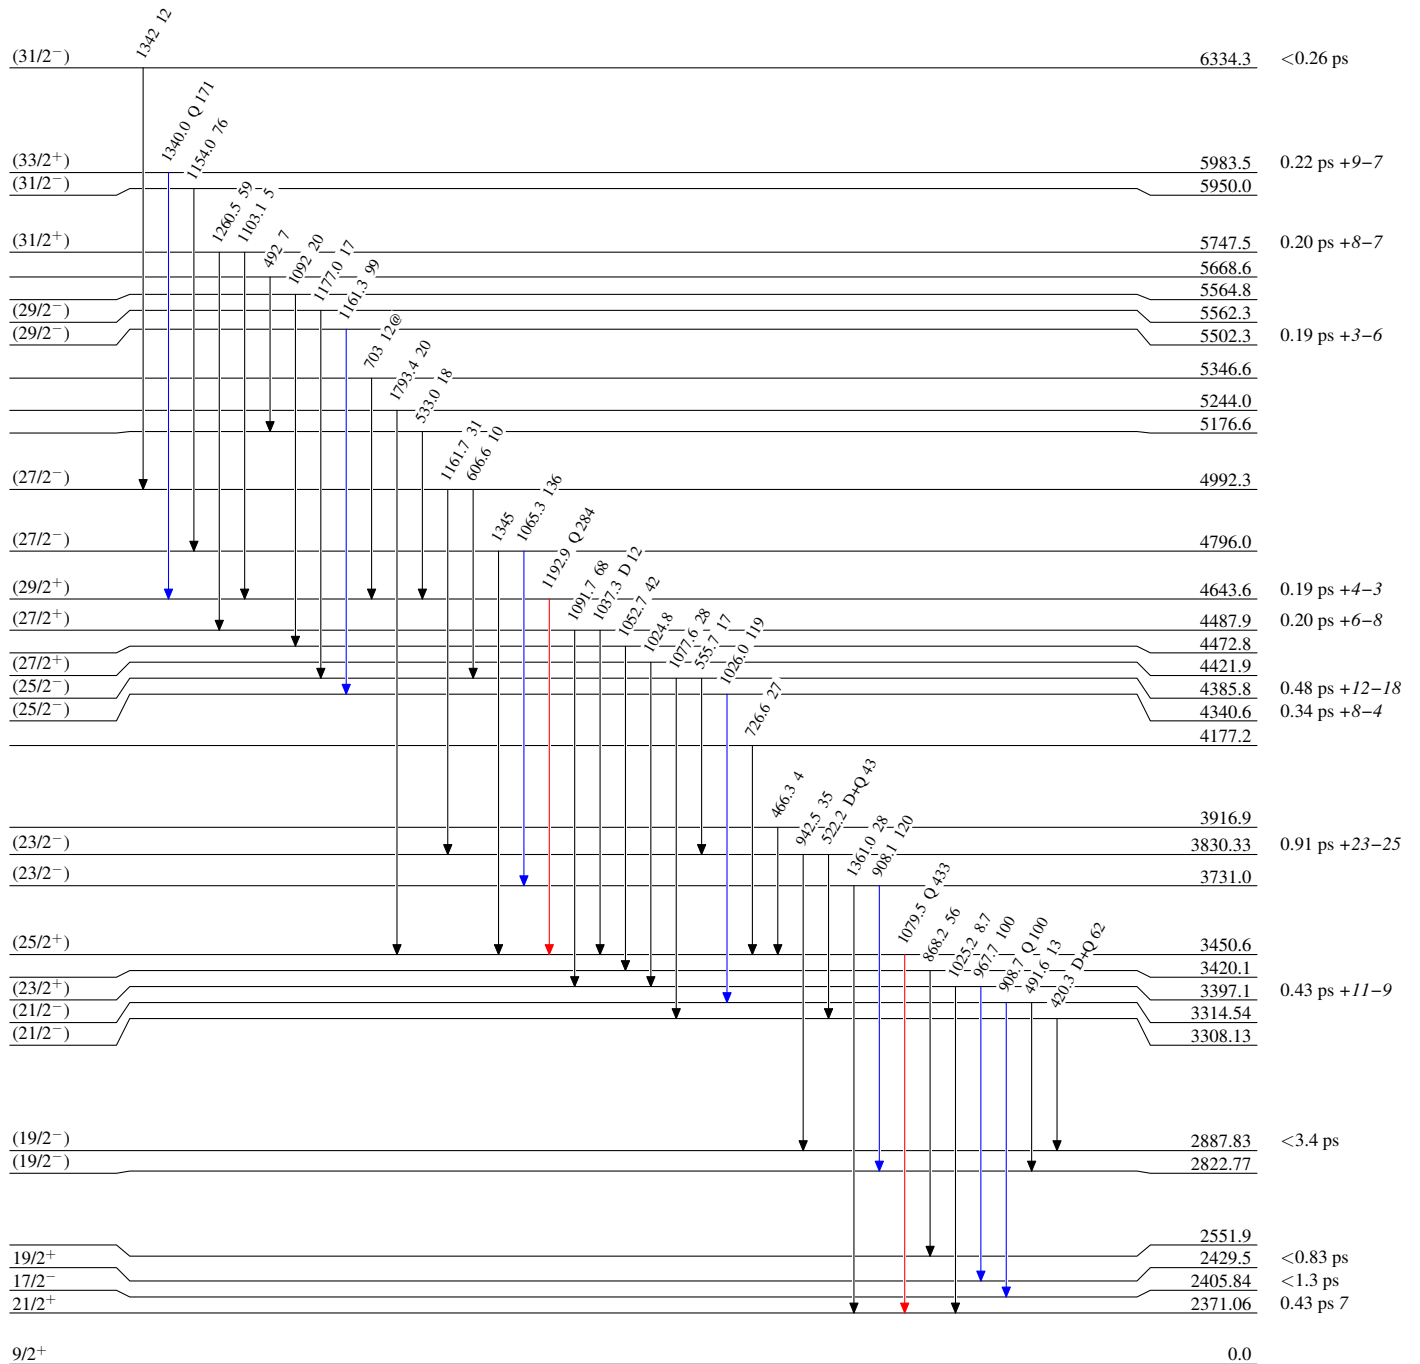 1342 12
(31/2−) 6334.3 <0.26 ps
1340.0 Q 171
1154.0 76
(33/2+) 5983.5 0.22 ps +9−7
(31/2−) 5950.0
1260.5 59
1103.1 5
(31/2+) 5747.5 0.20 ps +8−7
492 7
5668.6
1092 20
5564.8
1177.0 17
(29/2−) 5562.3
1161.3 99
(29/2−) 5502.3 0.19 ps +3−6
703 12@
5346.6
1793.4 20
5244.0
533.0 18
5176.6
1161.7 31
606.6 10
(27/2−) 4992.3
1345
1065.3 136
(27/2−) 4796.0
1192.9 Q 284
(29/2+) 4643.6 0.19 ps +4−3
1091.7 68
1037.3 D 12
(27/2+) 4487.9 0.20 ps +6−8
1052.7 42
4472.8
1024.8
(27/2+) 4421.9
1077.6 28
555.7 17
(25/2−) 4385.8 0.48 ps +12−18
1026.0 119
(25/2−) 4340.6 0.34 ps +8−4
726.6 27
4177.2
466.3 4
3916.9
942.5 35
522.2 D+Q 43
(23/2−) 3830.33 0.91 ps +23−25
1361.0 28
908.1 120
(23/2−) 3731.0
1079.5 Q 433
(25/2+) 3450.6
868.2 56
3420.1
1025.2 8.7
967.7 100
(23/2+) 3397.1 0.43 ps +11−9
908.7 Q 100
491.6 13
(21/2−) 3314.54
420.3 D+Q 62
(21/2−) 3308.13
(19/2−) 2887.83 <3.4 ps
(19/2−) 2822.77
2551.9
19/2+ 2429.5 <0.83 ps
17/2− 2405.84 <1.3 ps
21/2+ 2371.06 0.43 ps 7
9/2+ 0.0